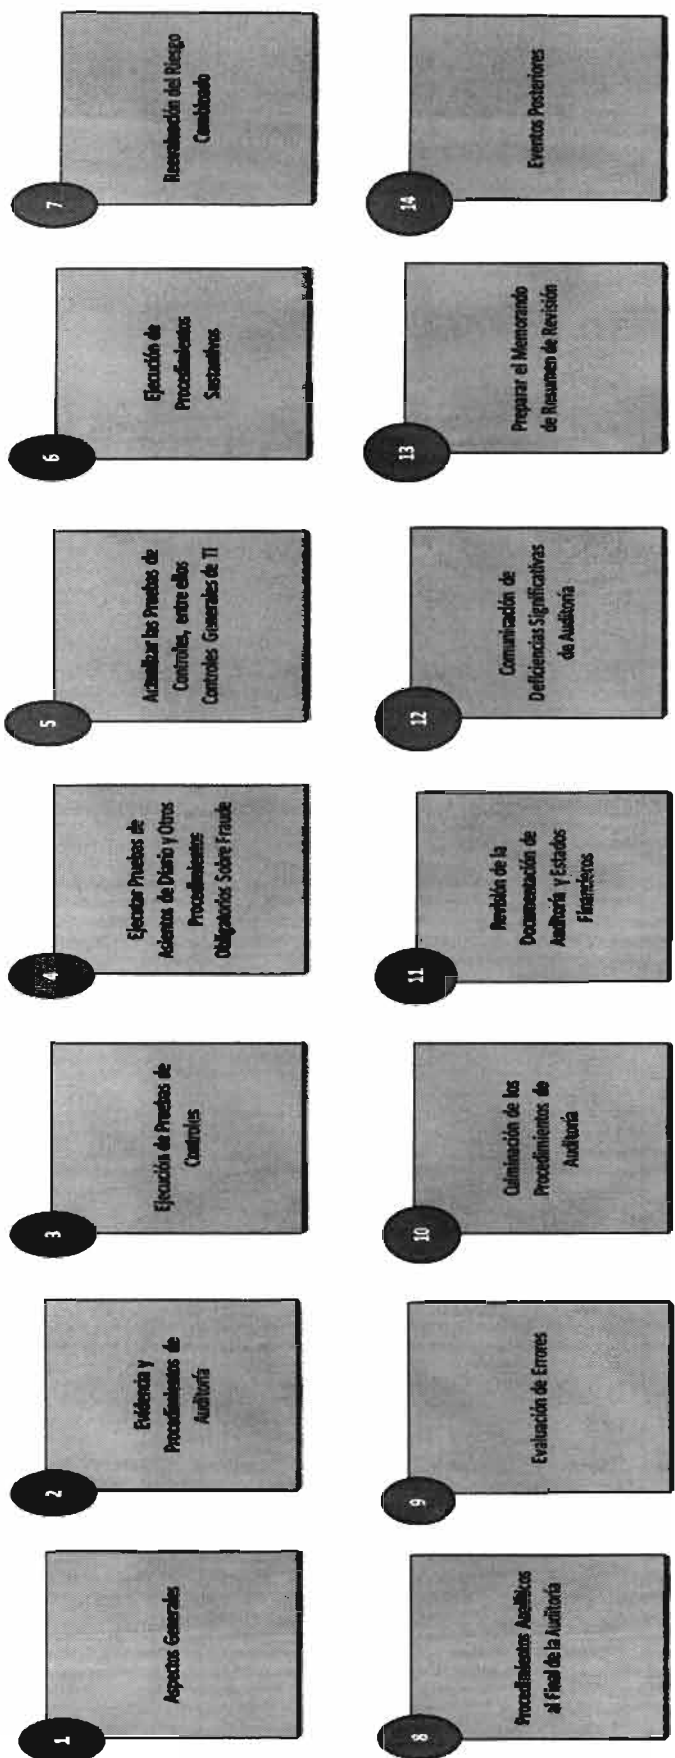 1
Aspectos Generales
2
Evidencia y
Procedimientos de
Auditoría
3
Ejecución de Pruebas de
Controles
4
Ejecutar Pruebas de
Asientos de Diario y Otros
Procedimientos
Obligatorios Sobre Fraude
5
Actualizar las Pruebas de
Controles, entre ellos
Controles Generales de TI
6
Ejecución de
Procedimientos
Sustantivos
7
Reevaluación del Riesgo
Combinado
8
Procedimientos Analíticos
al Final de la Auditoría
9
Evaluación de Errores
10
Culminación de los
Procedimientos de
Auditoría
11
Revisión de la
Documentación de
Auditoría y Estados
Financieros
12
Comunicación de
Deficiencias Significativas
de Auditoría
13
Preparar el Memorando
de Resumen de Revisión
14
Eventos Posteriores